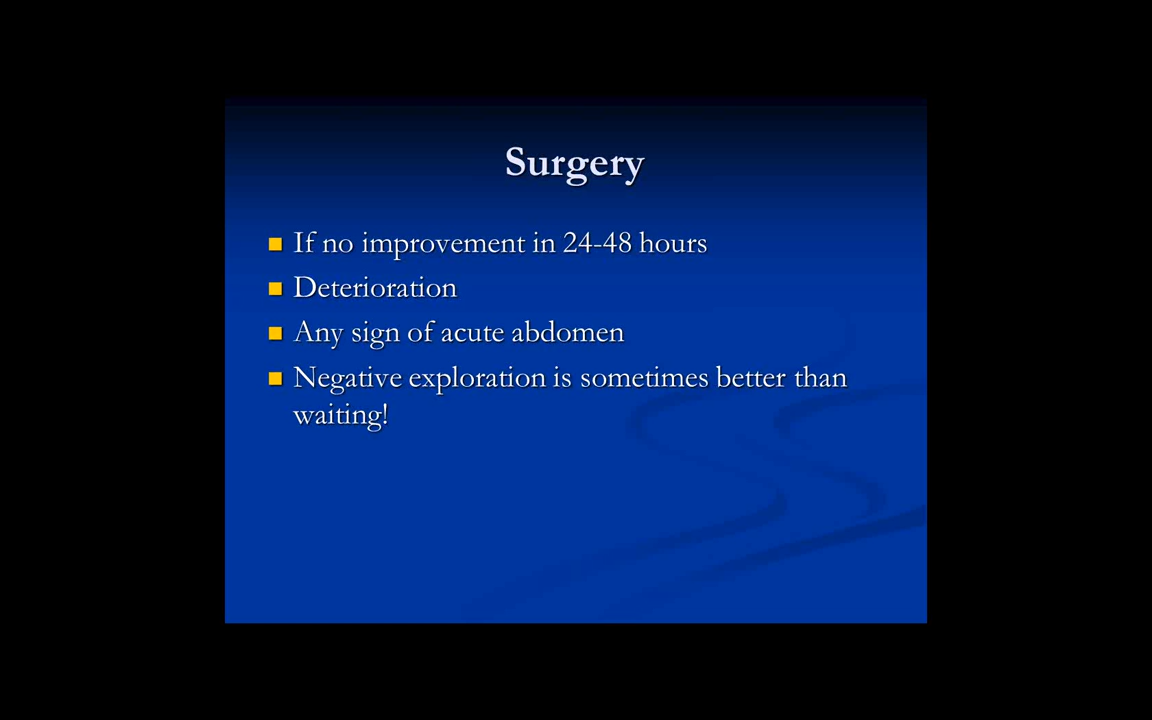 Surgery
If no improvement in 24-48 hours
Deterioration
Any sign of acute abdomen
Negative exploration is sometimes better than
waiting!